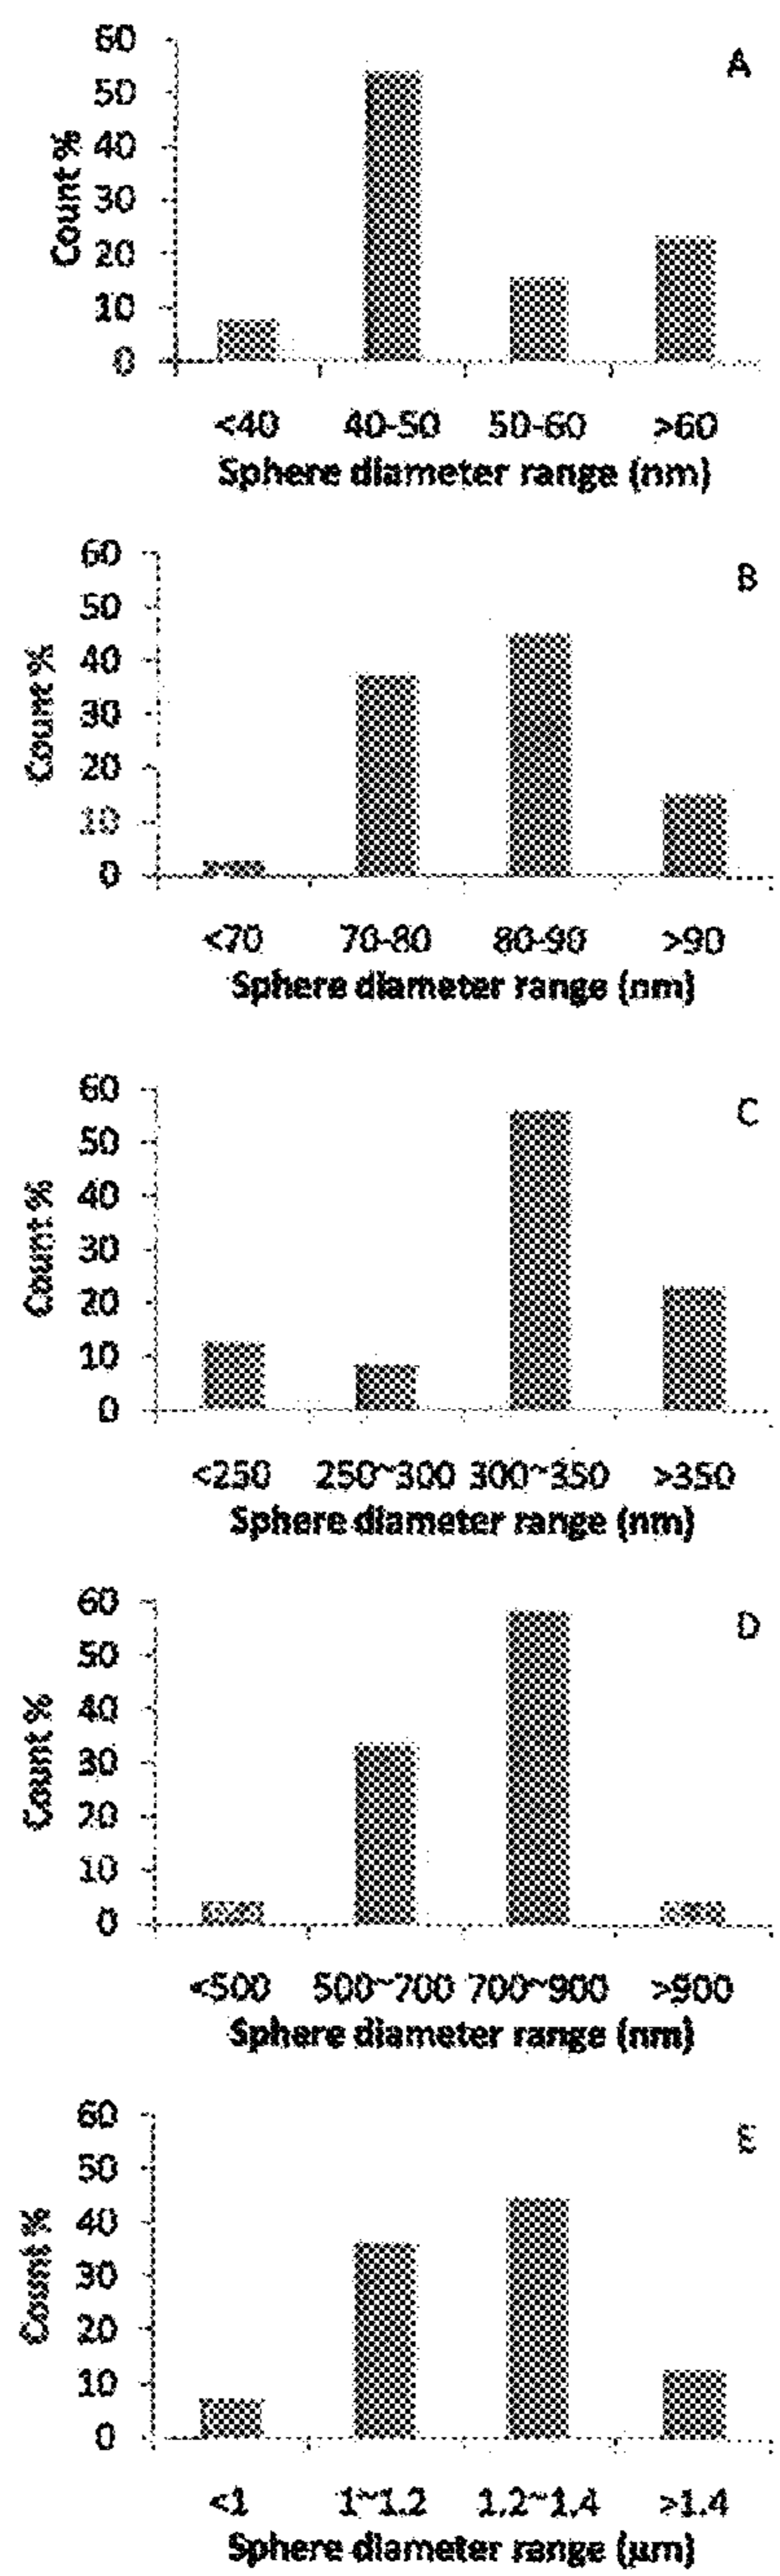 A
Count %
60
50
40
30
20
10
0
<40 40-50 50-60 >60
Sphere diameter range (nm)
B
Count %
60
50
40
30
20
10
0
<70 70-80 80-90 >90
Sphere diameter range (nm)
C
Count %
60
50
40
30
20
10
0
<250 250~300 300~350 >350
Sphere diameter range (nm)
D
Count %
60
50
40
30
20
10
0
<500 500~700 700~900 >900
Sphere diameter range (nm)
E
Count %
60
50
40
30
20
10
0
<1 1~1.2 1.2~1.4 >1.4
Sphere diameter range (μm)